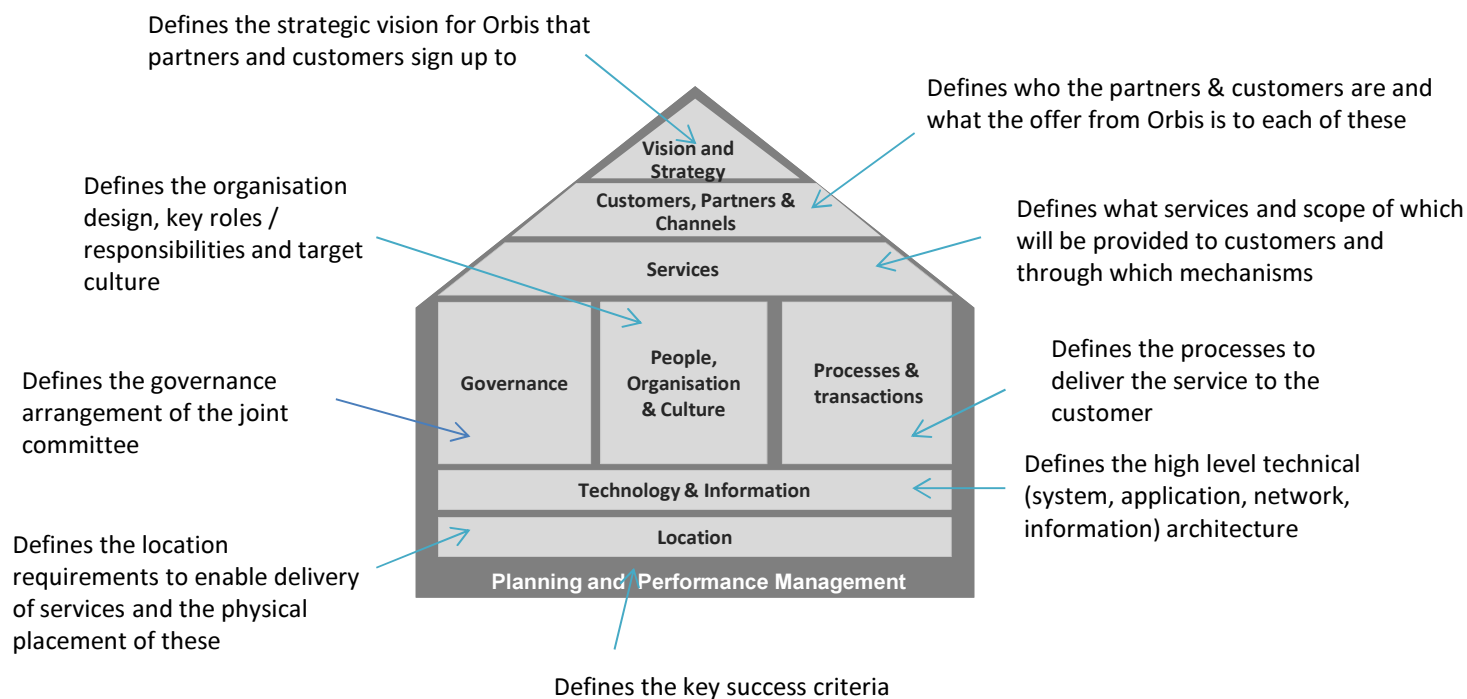 Defines the strategic vision for Orbis that
partners and customers sign up to
Defines who the partners & customers are and
what the offer from Orbis is to each of these
Vision and
Strategy
Defines the organisation
design, key roles /
responsibilities and target
culture
Customers, Partners &
Channels
Defines what services and scope of which
will be provided to customers and
through which mechanisms
Services
Defines the governance
arrangement of the joint
committee
Governance
People,
Organisation
& Culture
Processes &
transactions
Defines the processes to
deliver the service to the
customer
Technology & Information
Defines the high level technical
(system, application, network,
information) architecture
Location
Defines the location
requirements to enable delivery
of services and the physical
placement of these
Planning and Performance Management
Defines the key success criteria